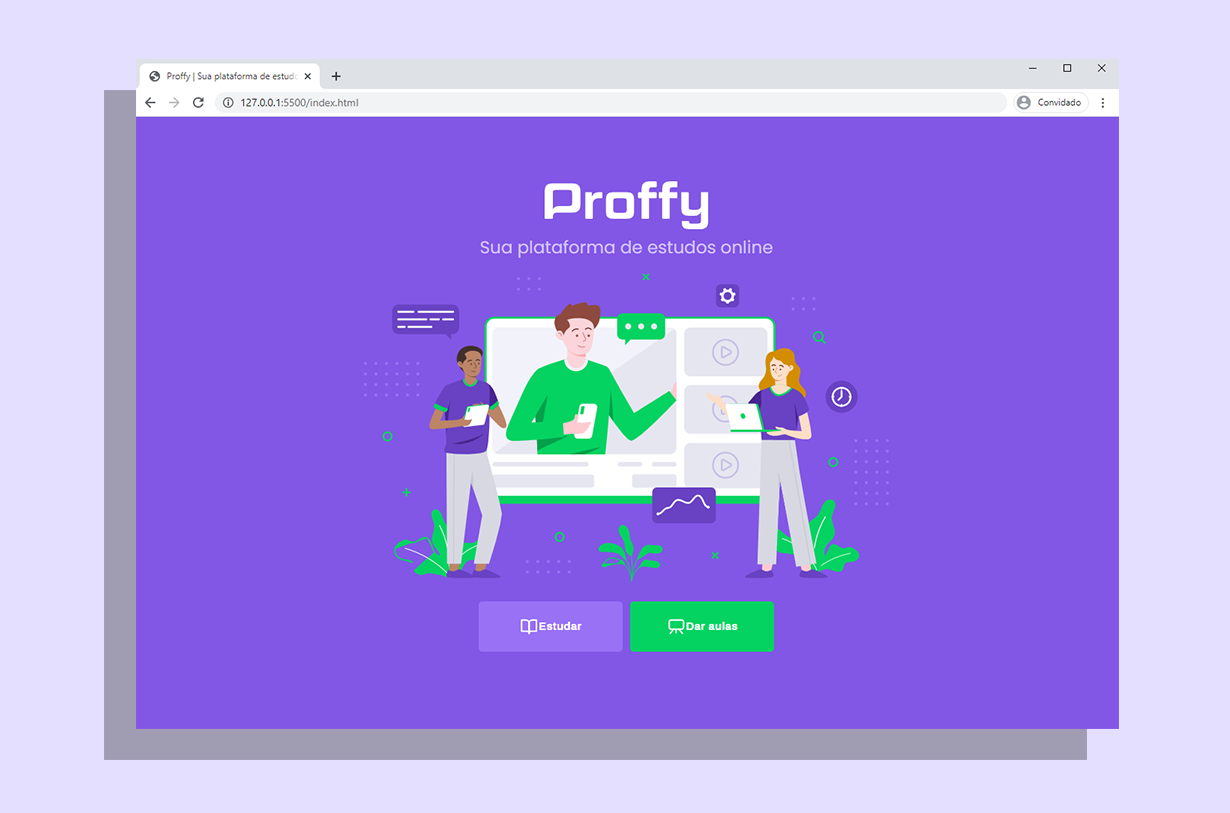 Proffy | Sua plataforma de estudo
127.0.0.1:5500/index.html
Convidado
Proffy
Sua plataforma de estudos online
Estudar
Dar aulas